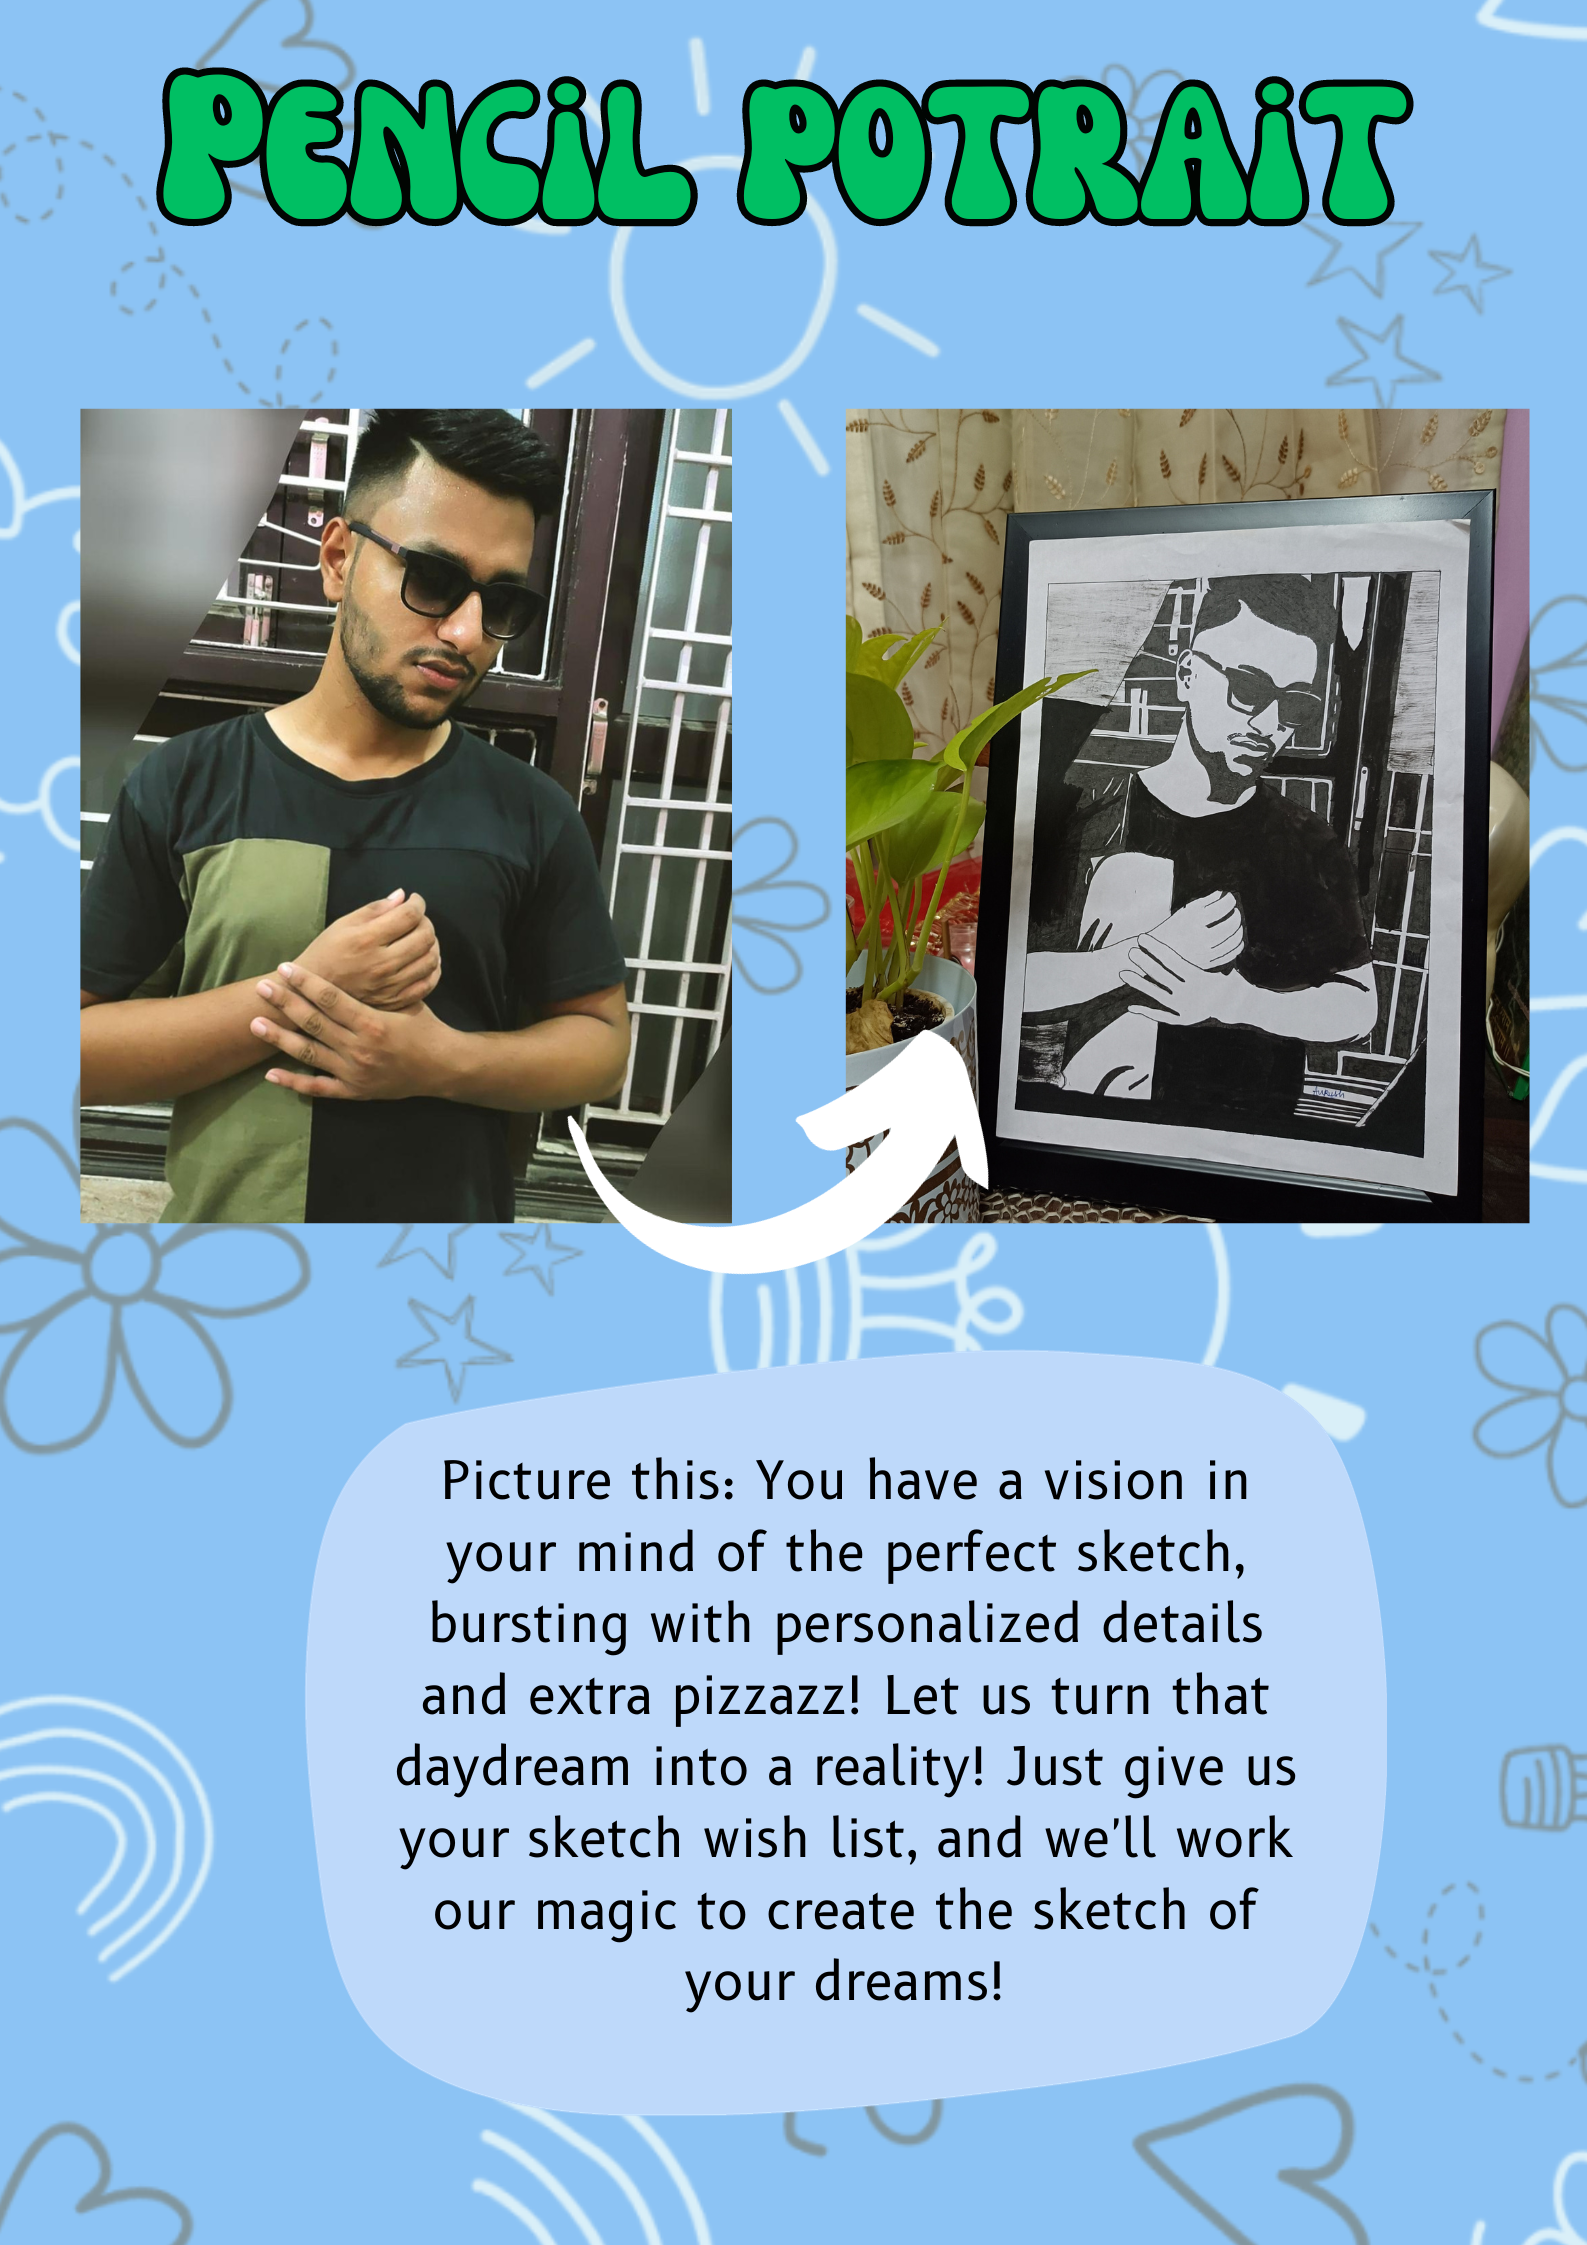 PENCiL POTRAiT
Picture this: You have a vision in
your mind of the perfect sketch,
bursting with personalized details
and extra pizzazz! Let us turn that
daydream into a reality! Just give us
your sketch wish list, and we'll work
our magic to create the sketch of
your dreams!